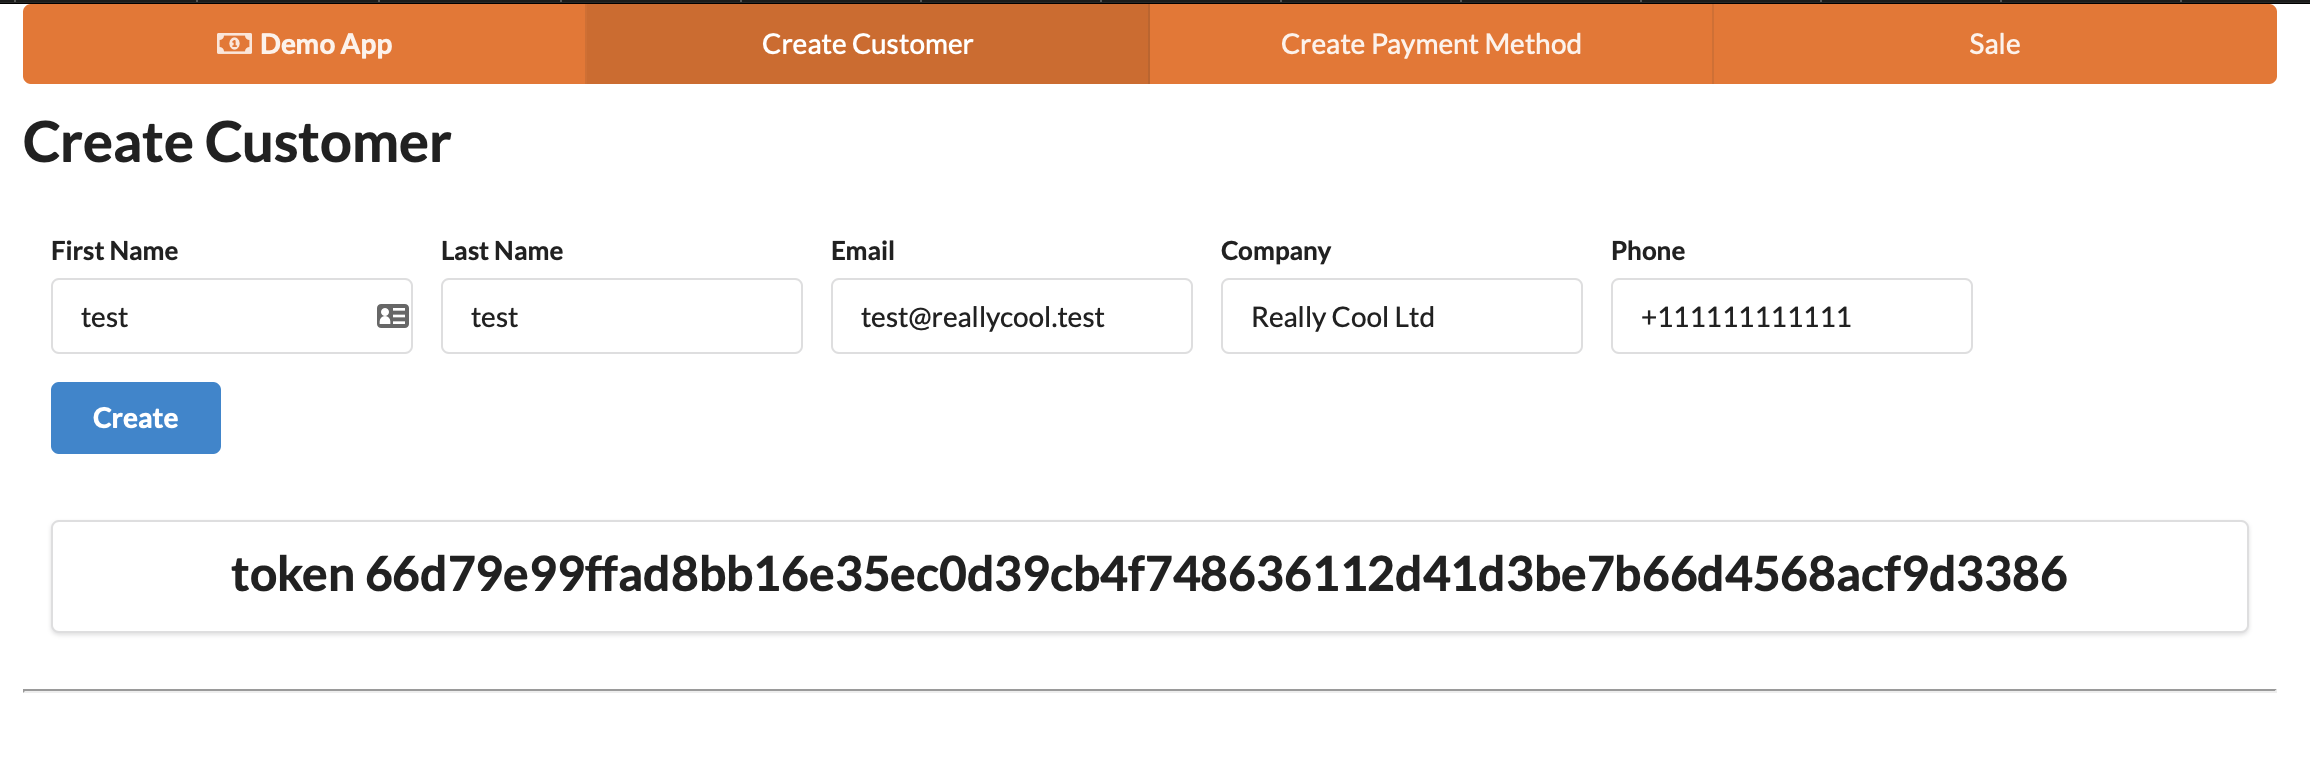 Demo App Create Customer Create Payment Method Sale
Create Customer
First Name Last Name Email Company Phone
test test test@reallycool.test Really Cool Ltd +111111111111
Create
token 66d79e99ffad8bb16e35ec0d39cb4f748636112d41d3be7b66d4568acf9d3386